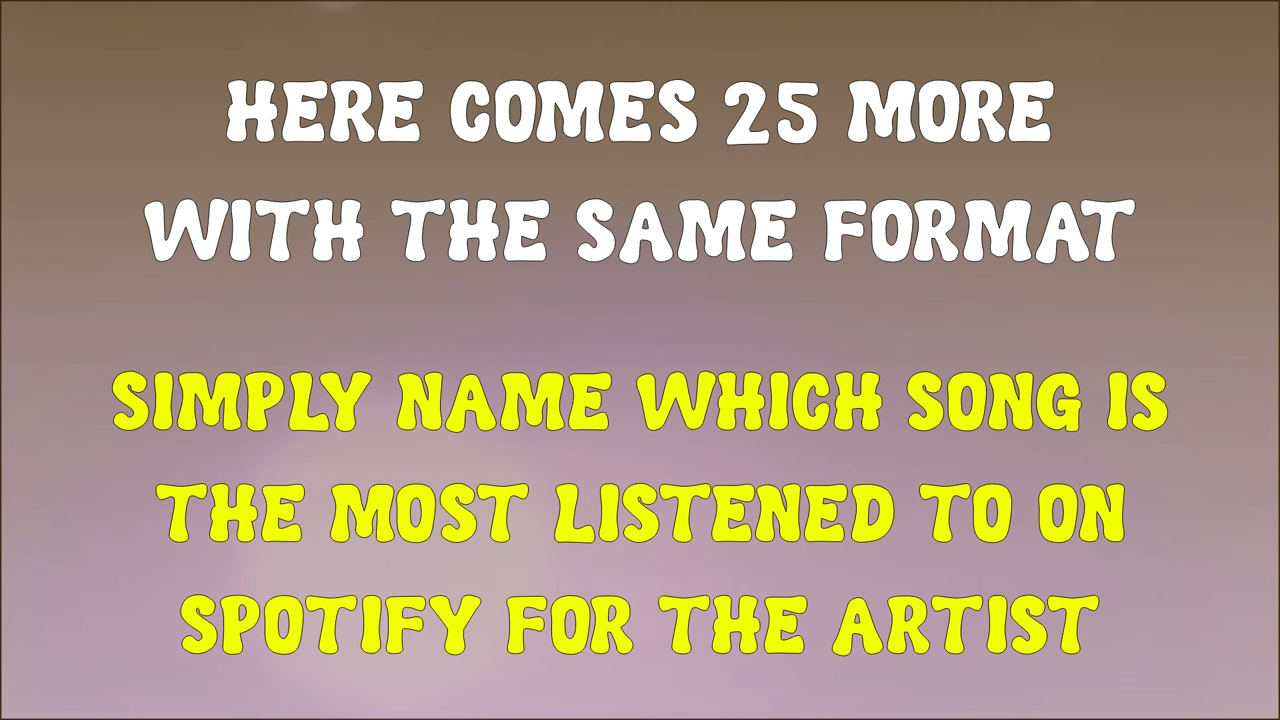 HERE COMES 25 MORE
WITH THE SAME FORMAT
SIMPLY NAME WHICH SONG IS
THE MOST LISTENED TO ON
SPOTIFY FOR THE ARTIST